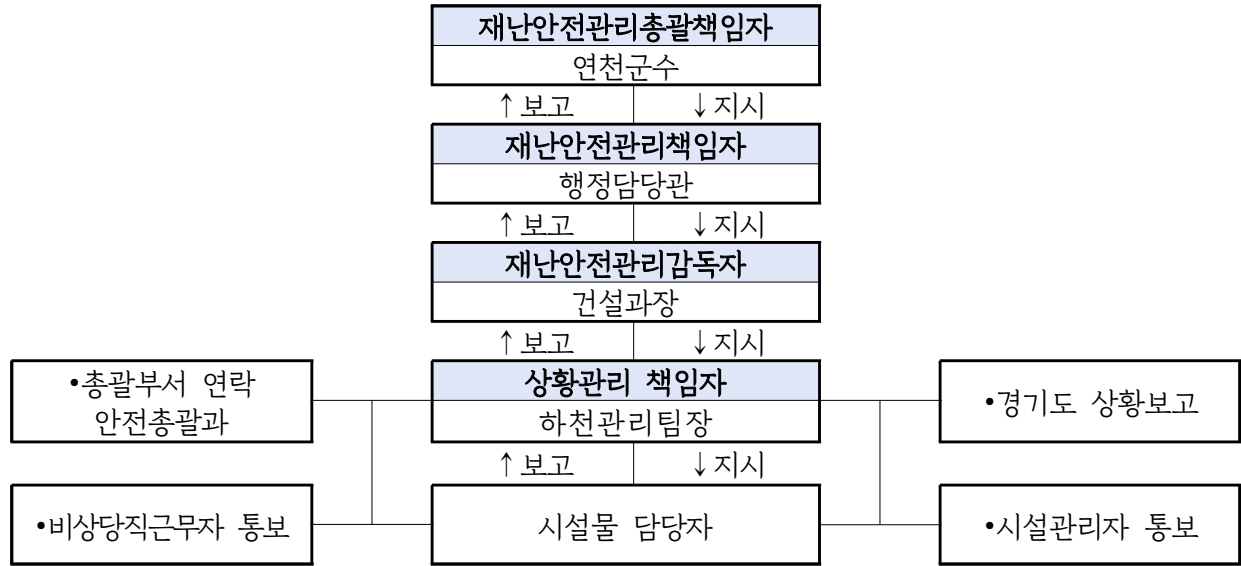 재난안전관리총괄책임자
연천군수
↑보고 ↓지시
재난안전관리책임자
행정담당관
↑보고 ↓지시
재난안전관리감독자
건설과장
↑보고 ↓지시
•총괄부서 연락
안전총괄과
상황관리 책임자
하천관리팀장
•경기도 상황보고
↑보고 ↓지시
•비상당직근무자 통보
시설물 담당자
•시설관리자 통보